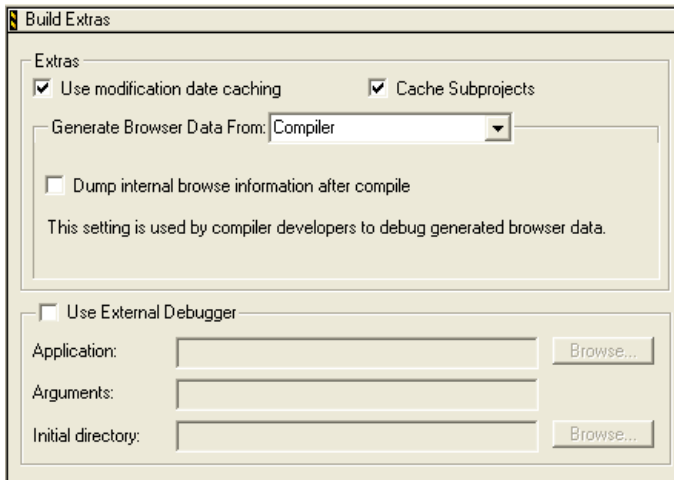 Build Extras
Extras
Use modification date caching Cache Subprojects
Generate Browser Data From: Compiler
Dump internal browse information after compile
This setting is used by compiler developers to debug generated browser data.
Use External Debugger
Application: Browse...
Arguments:
Initial directory: Browse...